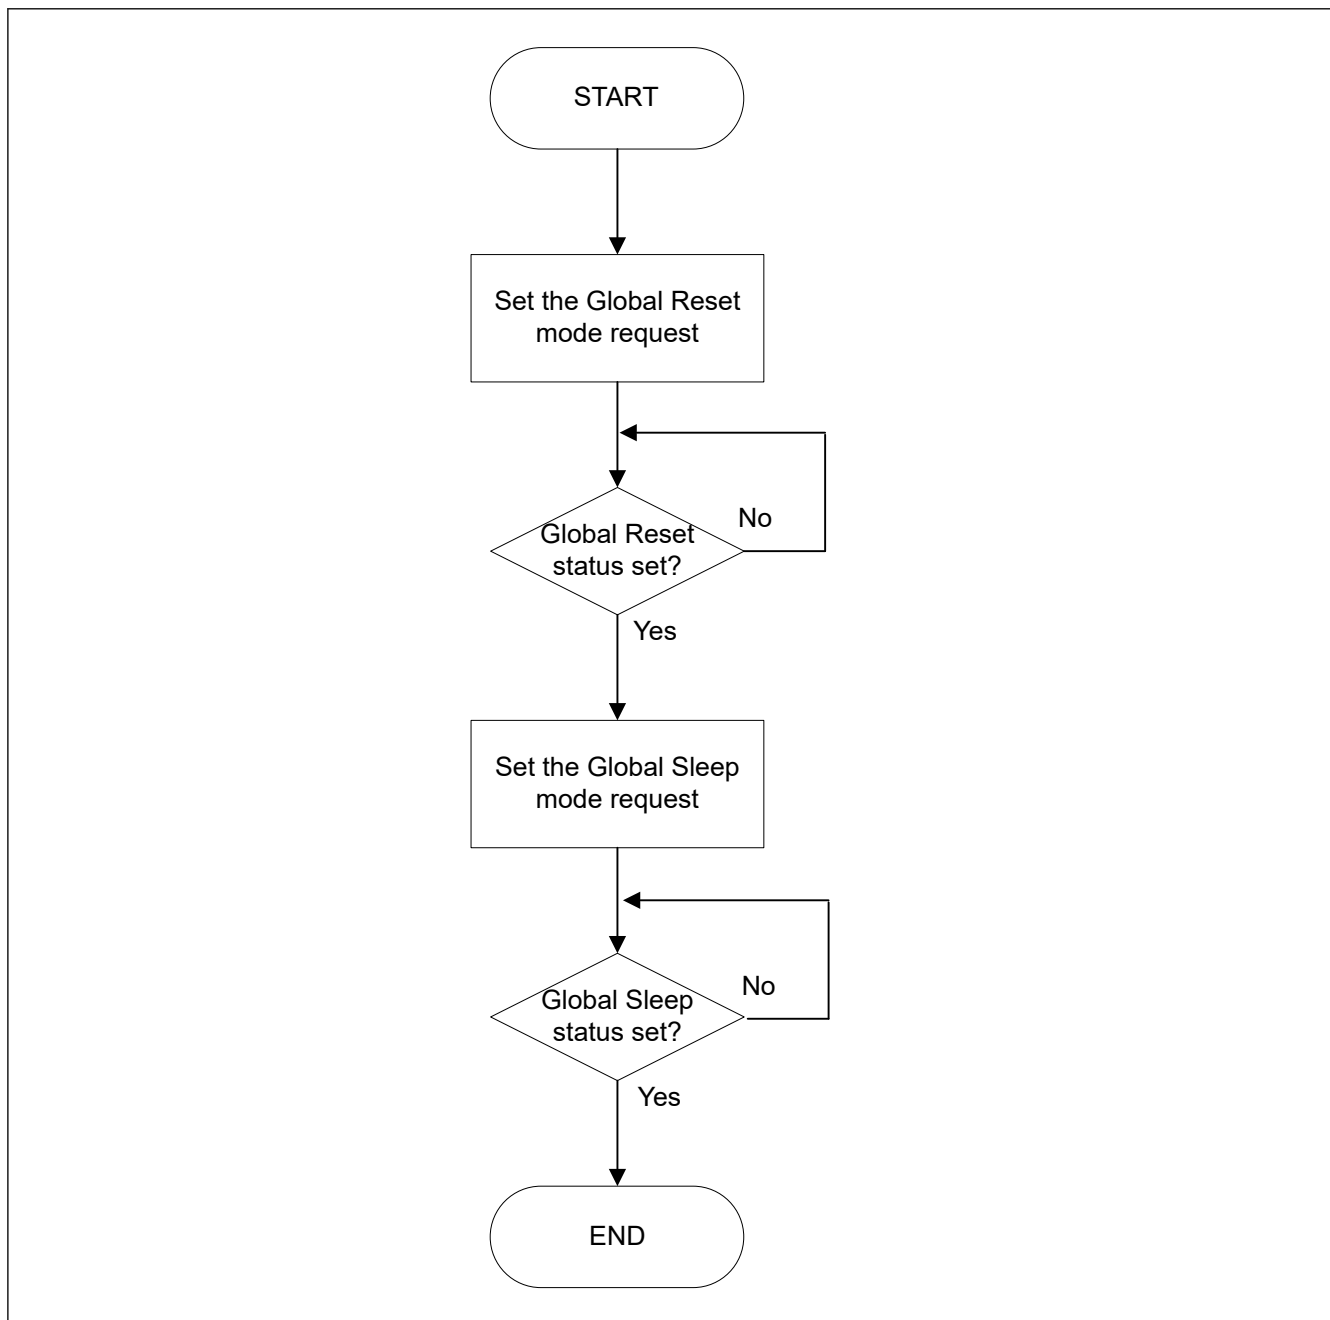 START
Set the Global Reset
mode request
No
Global Reset
status set?
Yes
Set the Global Sleep
mode request
No
Global Sleep
status set?
Yes
END